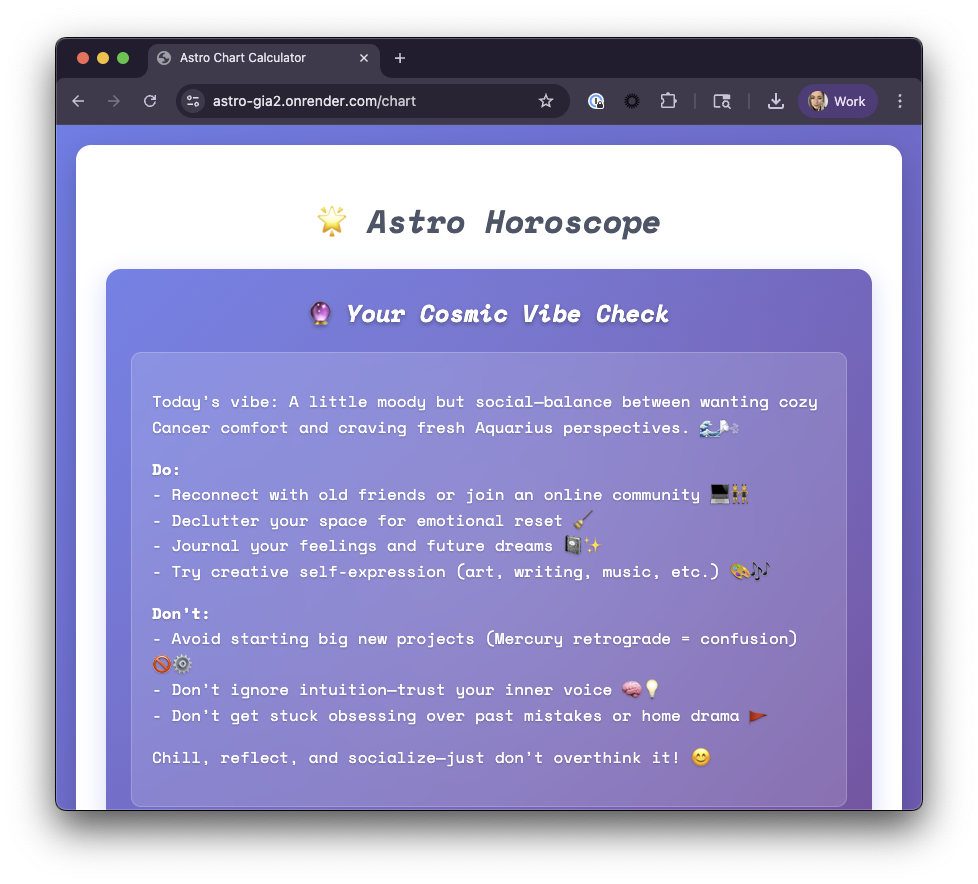 Astro Chart Calculator
astro-gia2.onrender.com/chart
Work
🌟 Astro Horoscope
🔮 Your Cosmic Vibe Check
Today's vibe: A little moody but social—balance between wanting cozy
Cancer comfort and craving fresh Aquarius perspectives. 🌊🌬️
Do:
- Reconnect with old friends or join an online community 💻👯
- Declutter your space for emotional reset 🧹
- Journal your feelings and future dreams 📓✨
- Try creative self-expression (art, writing, music, etc.) 🎨🎶
Don't:
- Avoid starting big new projects (Mercury retrograde = confusion)
🚫⚙️
- Don't ignore intuition—trust your inner voice 🧠💡
- Don't get stuck obsessing over past mistakes or home drama 🚩
Chill, reflect, and socialize—just don't overthink it! 😊